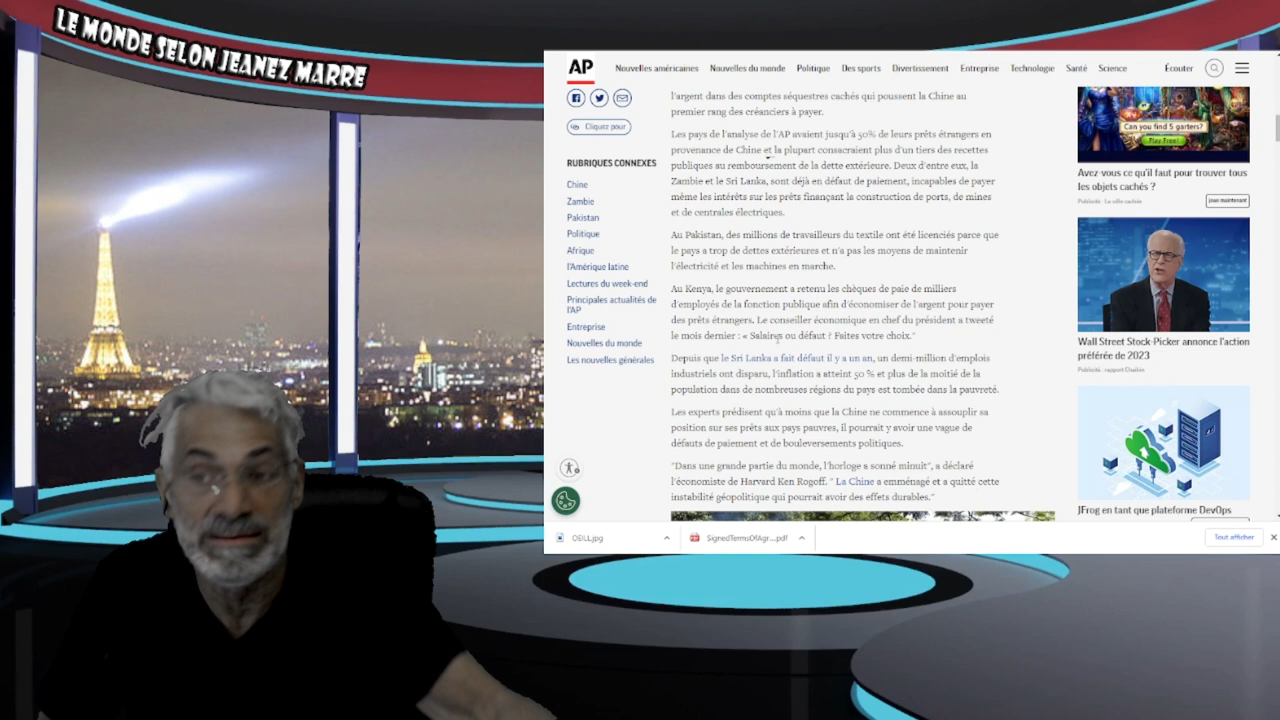 LE MONDE SELON JEANEZ MARRE
AP
Nouvelles américaines Nouvelles du monde Politique Des sports Divertissement Entreprise Technologie Santé Science Écouter
Cliquez pour
RUBRIQUES CONNEXES
Chine
Zambie
Pakistan
Politique
Afrique
l'Amérique latine
Lectures du week-end
Principales actualités de
l'AP
Entreprise
Nouvelles du monde
Les nouvelles générales
l'argent dans des comptes séquestres cachés qui poussent la Chine au
premier rang des créanciers à payer.
Les pays de l'analyse de l'AP avaient jusqu'à 50% de leurs prêts étrangers en
provenance de Chine et la plupart consacraient plus d'un tiers des recettes
publiques au remboursement de la dette extérieure. Deux d'entre eux, la
Zambie et le Sri Lanka, sont déjà en défaut de paiement, incapables de payer
même les intérêts sur les prêts finançant la construction de ports, de mines
et de centrales électriques.
Au Pakistan, des millions de travailleurs du textile ont été licenciés parce que
le pays a trop de dettes extérieures et n'a pas les moyens de maintenir
l'électricité et les machines en marche.
Au Kenya, le gouvernement a retenu les chèques de paie de milliers
d'employés de la fonction publique afin d'économiser de l'argent pour payer
des prêts étrangers. Le conseiller économique en chef du président a tweeté
le mois dernier : « Salaires ou défaut ? Faites votre choix."
Depuis que le Sri Lanka a fait défaut il y a un an, un demi-million d'emplois
industriels ont disparu, l'inflation a atteint 50 % et plus de la moitié de la
population dans de nombreuses régions du pays est tombée dans la pauvreté.
Les experts prédisent qu'à moins que la Chine ne commence à assouplir sa
position sur ses prêts aux pays pauvres, il pourrait y avoir une vague de
défauts de paiement et de bouleversements politiques.
"Dans une grande partie du monde, l'horloge a sonné minuit", a déclaré
l'économiste de Harvard Ken Rogoff. " La Chine a emménagé et a quitté cette
instabilité géopolitique qui pourrait avoir des effets durables."
Can you find 5 garters?
Play Free!
Avez-vous ce qu'il faut pour trouver tous
les objets cachés ?
Publicité : La ville cachée
joue maintenant
Wall Street Stock-Picker annonce l'action
préférée de 2023
Publicité : rapport Chaikin
JFrog en tant que plateforme DevOps
OEILL.jpg
SignedTermsOfAgr....pdf
Tout afficher